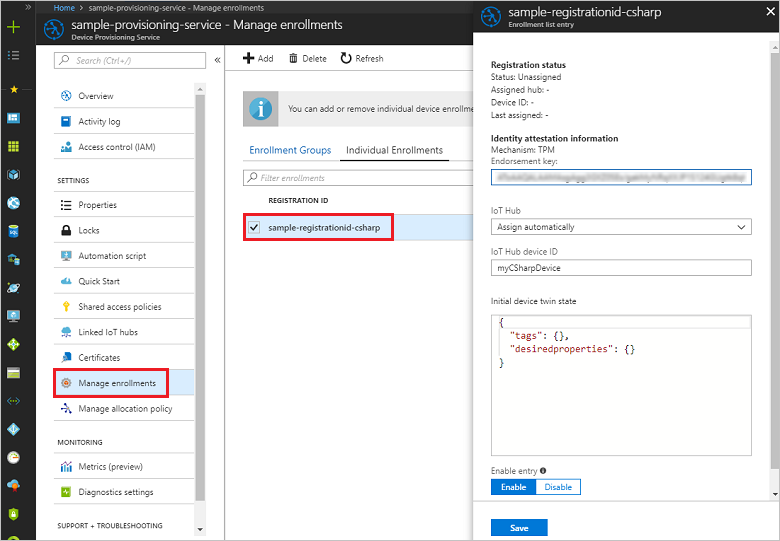 Home > sample-provisioning-service - Manage enrollments
sample-provisioning-service - Manage enrollments
Device Provisioning Service
Search (Ctrl+/)
Overview
Activity log
Access control (IAM)
SETTINGS
Properties
Locks
Automation script
Quick Start
Shared access policies
Linked IoT hubs
Certificates
Manage enrollments
Manage allocation policy
MONITORING
Metrics (preview)
Diagnostics settings
SUPPORT + TROUBLESHOOTING
Add Delete Refresh
You can add or remove individual device enrollme
Enrollment Groups Individual Enrollments
Filter enrollments
REGISTRATION ID
sample-registrationid-csharp
sample-registrationid-csharp
Enrollment list entry
Registration status
Status: Unassigned
Assigned hub: -
Device ID: -
Last assigned: -
Identity attestation information
Mechanism: TPM
Endorsement key:
IoT Hub
Assign automatically
IoT Hub device ID
myCSharpDevice
Initial device twin state
{
"tags": {},
"desiredproperties": {}
}
Enable entry
Enable Disable
Save